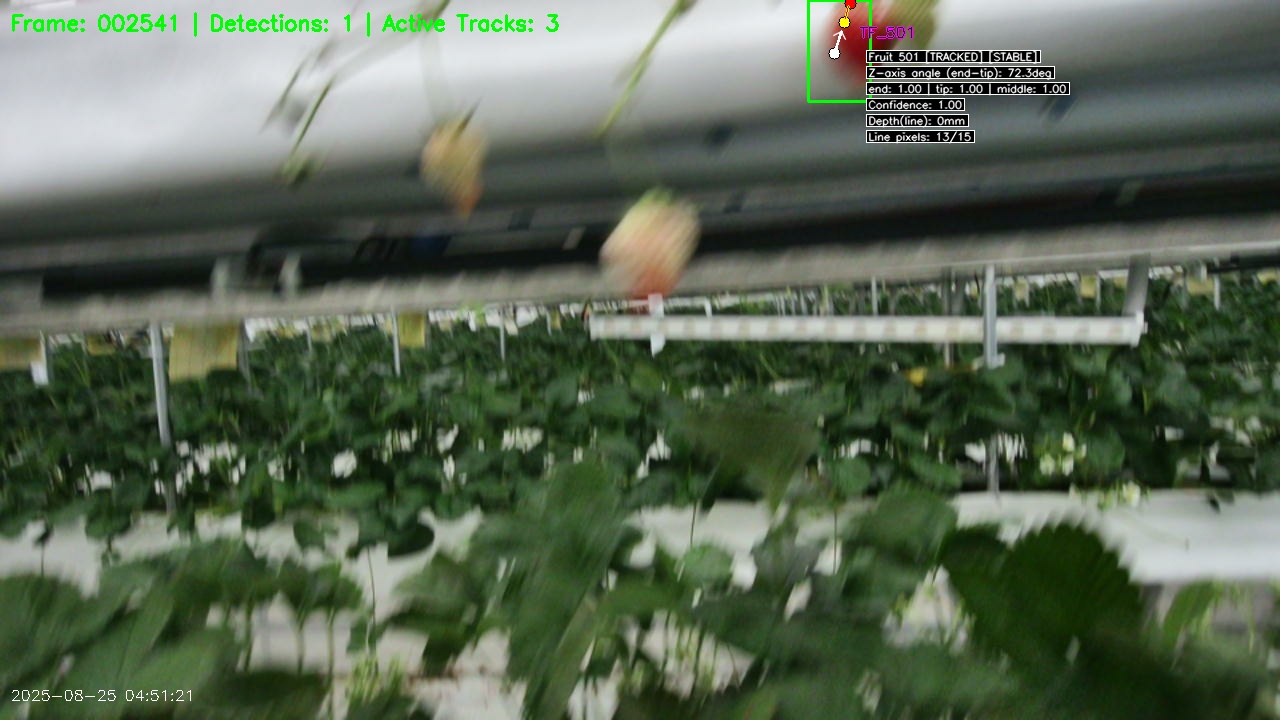 Frame: 002541 | Detections: 1 | Active Tracks: 3
TF_501
Fruit 501 [TRACKED] [STABLE]
Z-axis angle (end-tip): 72.3deg
end: 1.00 | tip: 1.00 | middle: 1.00
Confidence: 1.00
Depth(line): 0mm
Line pixels: 13/15
2025-08-25 04:51:21